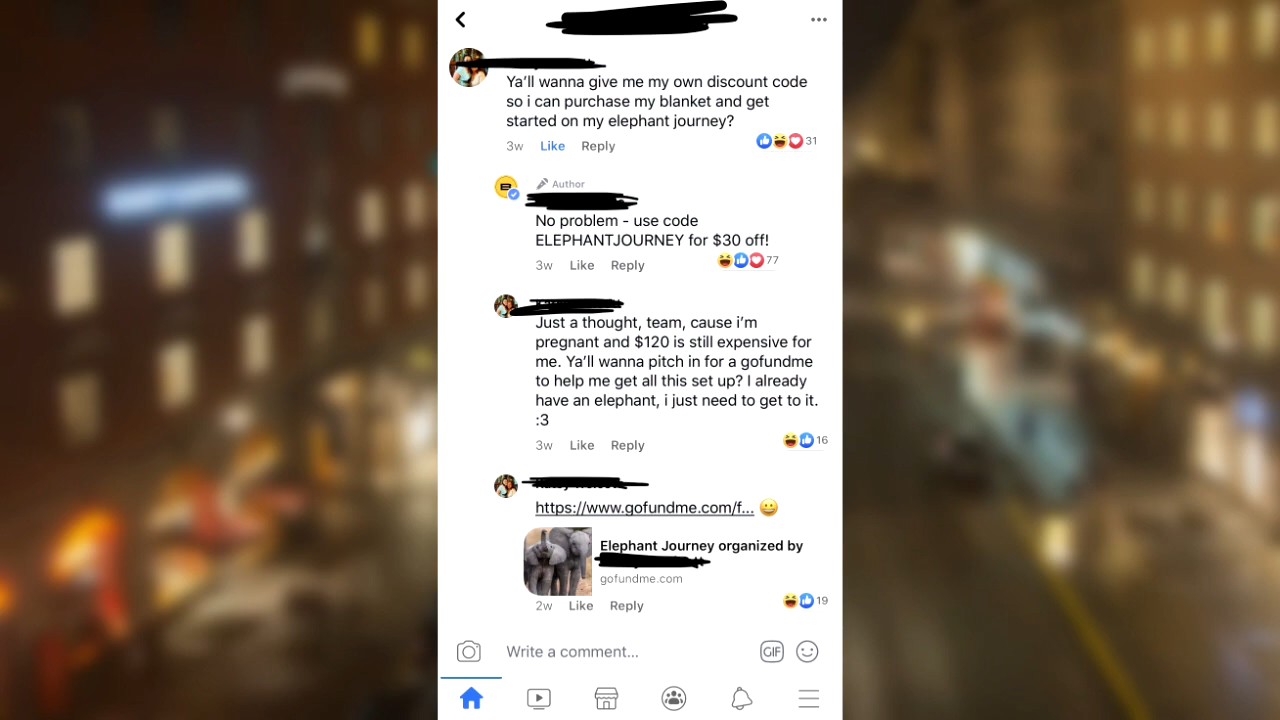 Ya'll wanna give me my own discount code
so i can purchase my blanket and get
started on my elephant journey?
3w Like Reply 31
Author
No problem - use code
ELEPHANTJOURNEY for $30 off!
3w Like Reply 77
Just a thought, team, cause i'm
pregnant and $120 is still expensive for
me. Ya'll wanna pitch in for a gofundme
to help me get all this set up? I already
have an elephant, i just need to get to it.
:3
3w Like Reply 16
https://www.gofundme.com/f...
Elephant Journey organized by
gofundme.com
2w Like Reply 19
Write a comment...
GIF